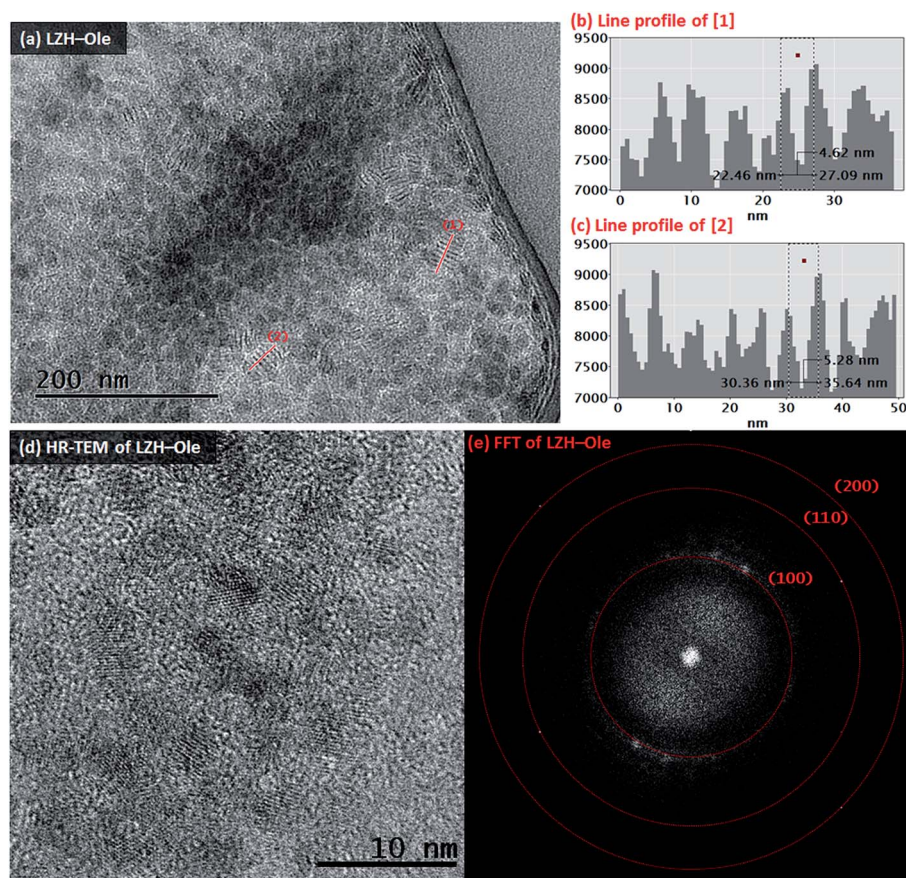 (a) LZH–Ole
(1)
(2)
200 nm
(b) Line profile of [1]
9500
9000
8500
8000
7500
7000
4.62 nm
22.46 nm
27.09 nm
0
10
20
30
nm
(c) Line profile of [2]
9500
9000
8500
8000
7500
7000
5.28 nm
30.36 nm
35.64 nm
0
10
20
30
40
50
nm
(d) HR-TEM of LZH–Ole
10 nm
(e) FFT of LZH–Ole
(200)
(110)
(100)